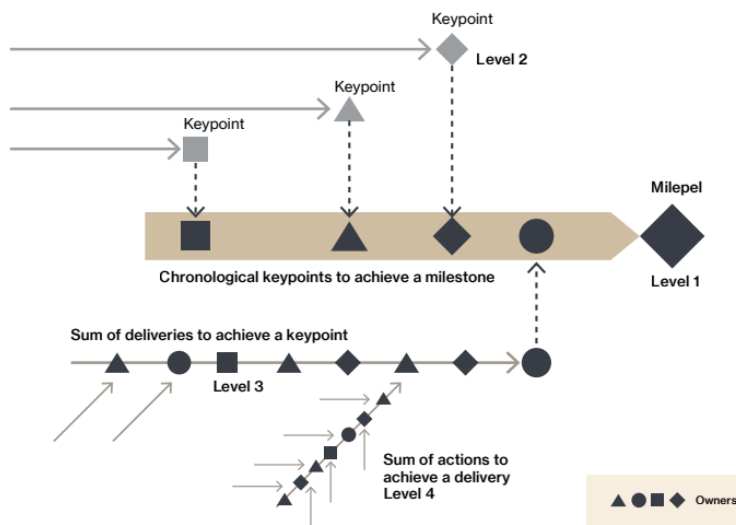 Keypoint
Level 2
Keypoint
Keypoint
Milepel
Chronological keypoints to achieve a milestone
Level 1
Sum of deliveries to achieve a keypoint
Level 3
Sum of actions to
achieve a delivery
Level 4
Owners